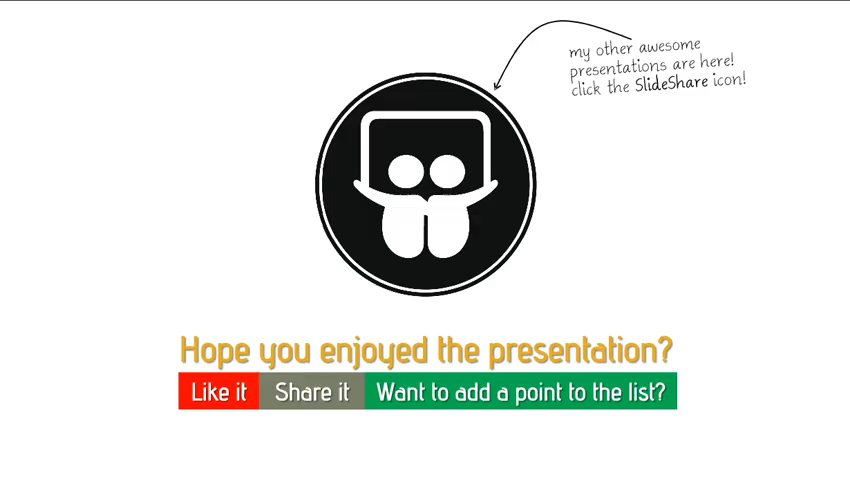 my other awesome
presentations are here!
click the SlideShare icon!
Hope you enjoyed the presentation?
Like it Share it Want to add a point to the list?